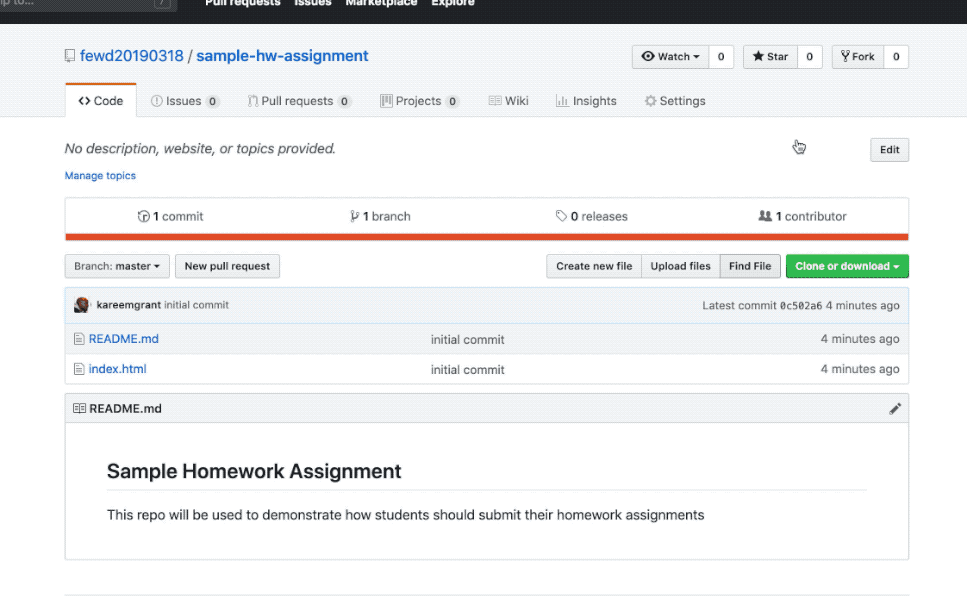 to... /
Pull requests Issues Marketplace Explore
fewd20190318 / sample-hw-assignment
Watch 0 Star 0 Fork 0
Code Issues 0 Pull requests 0 Projects 0 Wiki Insights Settings
No description, website, or topics provided.
Edit
Manage topics
1 commit 1 branch 0 releases 1 contributor
Branch: master New pull request Create new file Upload files Find File Clone or download
kareemgrant initial commit Latest commit 0c502a6 4 minutes ago
README.md initial commit 4 minutes ago
index.html initial commit 4 minutes ago
README.md
Sample Homework Assignment
This repo will be used to demonstrate how students should submit their homework assignments